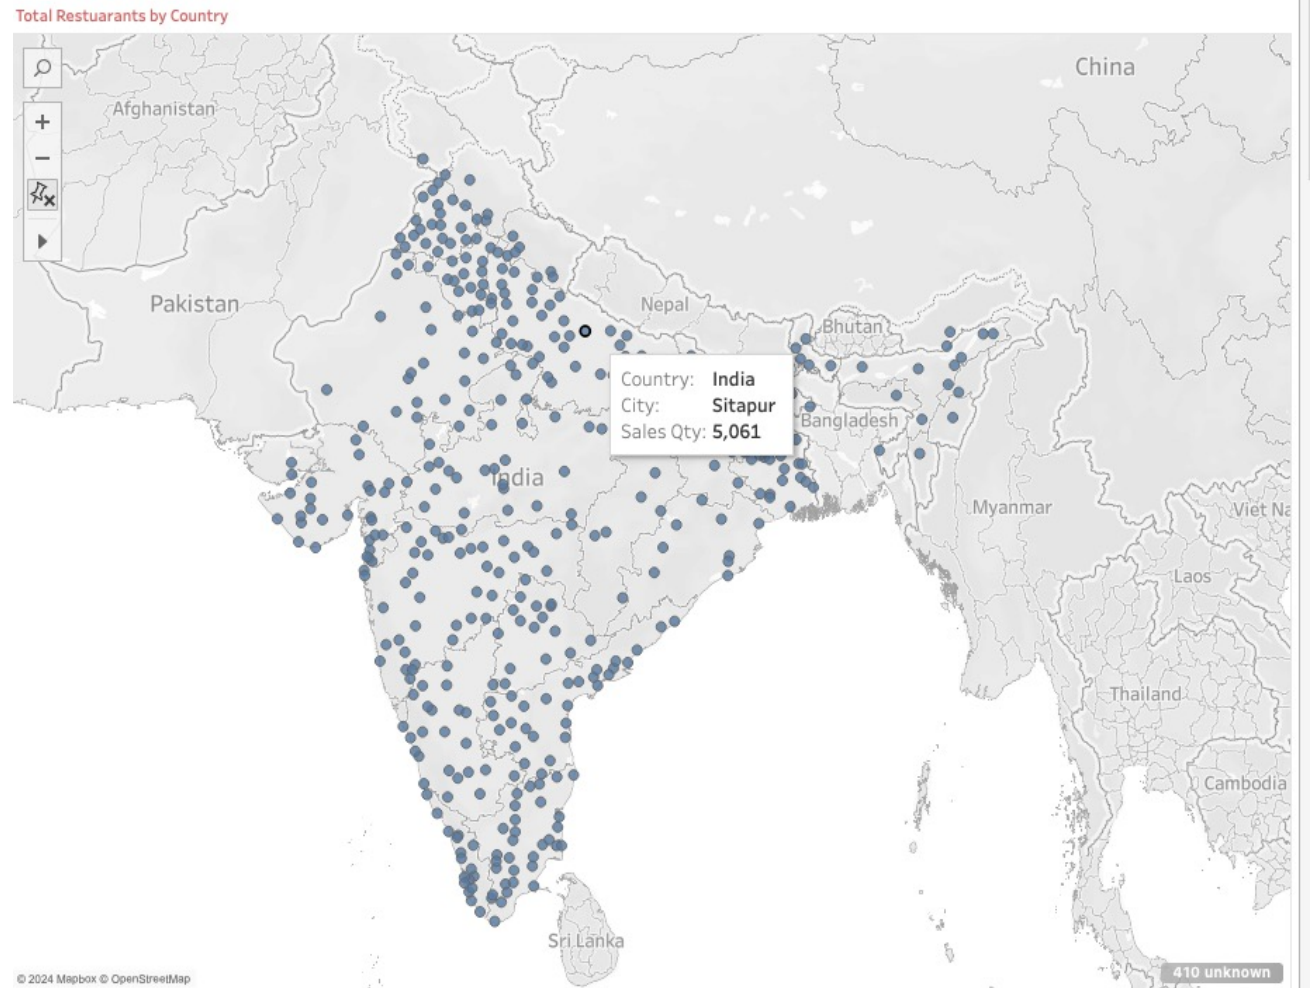 Total Restuarants by Country
China
Afghanistan
Pakistan
Nepal
Bhutan
Country: India
City: Sitapur
Sales Qty: 5,061
Bangladesh
India
Myanmar
Viet Na
Laos
Thailand
Cambodia
Sri Lanka
© 2024 Mapbox © OpenStreetMap
410 unknown